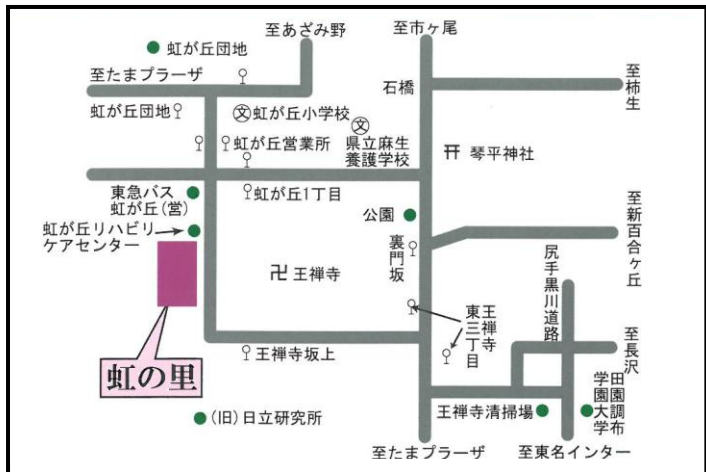 至あざみ野
至市ヶ尾
虹が丘団地
至たまプラーザ
石橋
至柿生
虹が丘団地
文
虹が丘小学校
文
虹が丘営業所
県立麻生
養護学校
琴平神社
東急バス
虹が丘(営)
虹が丘1丁目
公園
至新百合ヶ丘
虹が丘リハビリ
ケアセンター
裏門坂
卍王禅寺
尻手黒川道路
王禅寺
東三丁目
至長沢
王禅寺坂上
虹の里
田園調布
学園大学
(旧)日立研究所
王禅寺清掃場
至たまプラーザ
至東名インター